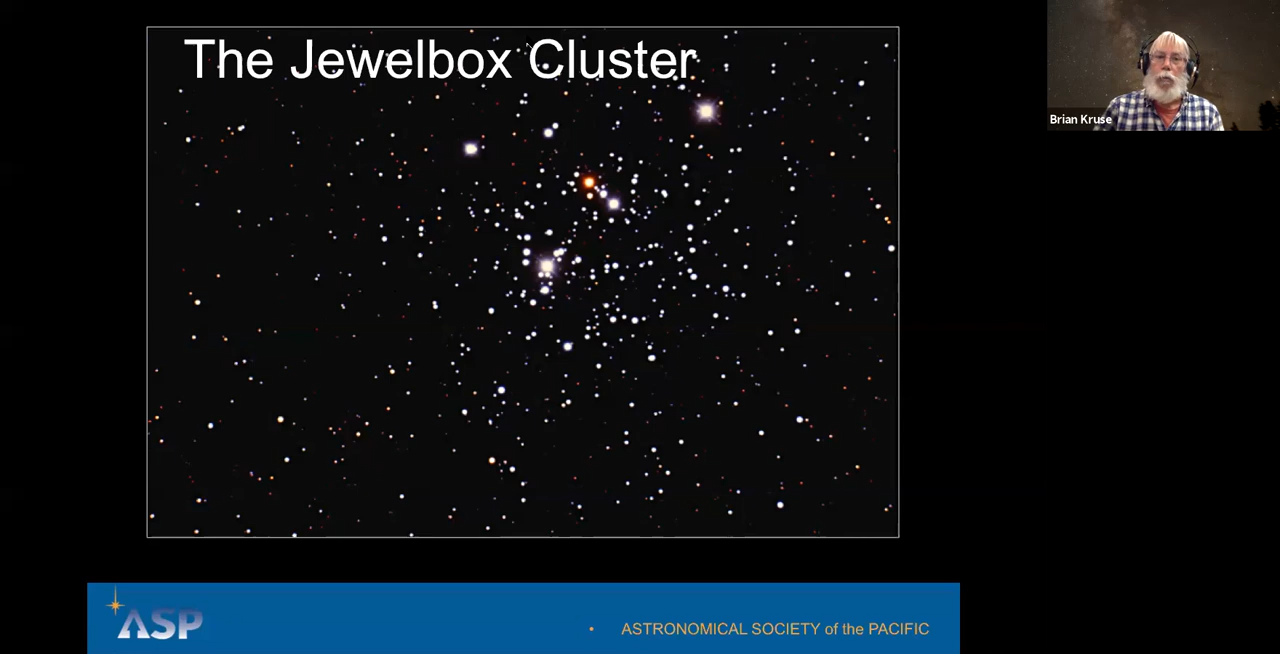 The Jewelbox Cluster
Brian Kruse
ASP
ASTRONOMICAL SOCIETY of the PACIFIC